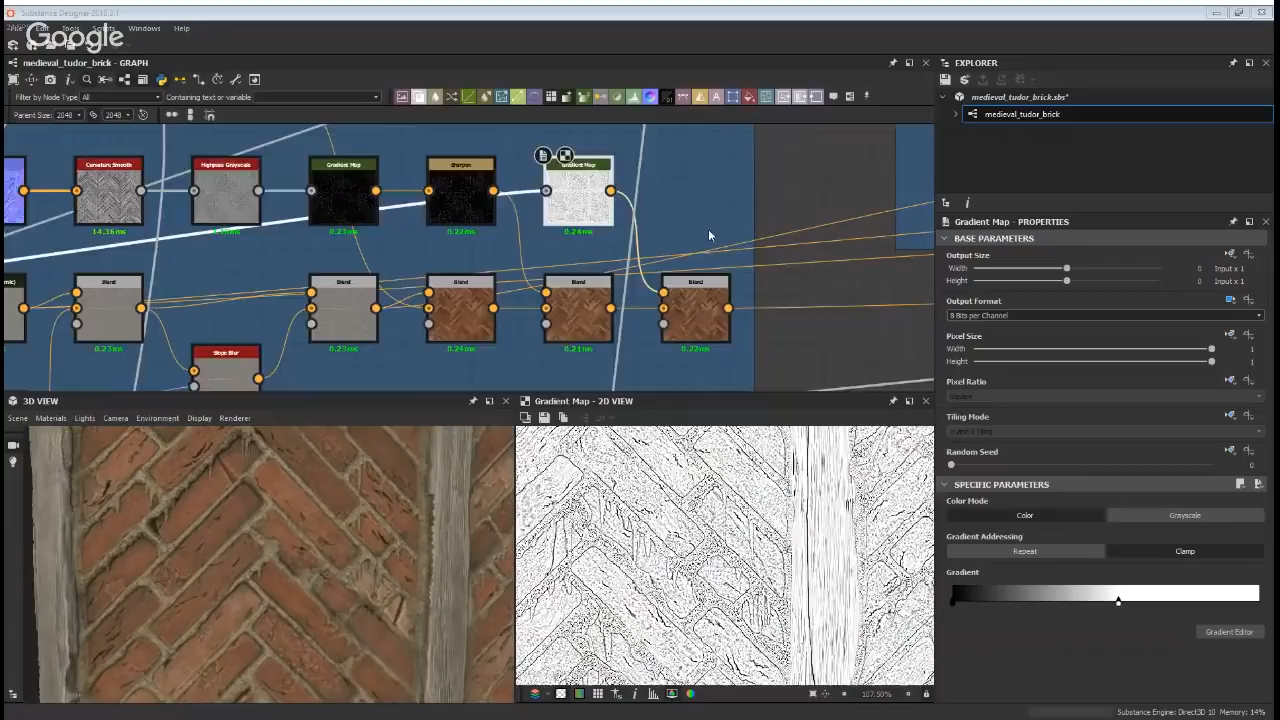 Substance Designer 2019.3.1
File Edit Tools Scripts Windows Help
Google
medieval_tudor_brick - GRAPH
Filter by Node Type All Containing text or variable
Parent Size: 2048 2048
Curvature Smooth Highpass Grayscale Gradient Map Sharpen Gradient Map
14.36ms 0.23ms 0.22ms 0.24ms
Blend Blend Blend Blend Blend
0.23ms 0.23ms 0.24ms 0.21ms 0.22ms
Slope Blur
3D VIEW
Scene Materials Lights Camera Environment Display Renderer
Gradient Map - 2D VIEW
107.50%
EXPLORER
medieval_tudor_brick.sbs*
medieval_tudor_brick
Gradient Map - PROPERTIES
BASE PARAMETERS
Output Size
Width 0 Input x 1
Height 0 Input x 1
Output Format
8 Bits per Channel
Pixel Size
Width 1
Height 1
Pixel Ratio
Square
Tiling Mode
H and V Tiling
Random Seed
0
SPECIFIC PARAMETERS
Color Mode
Color Grayscale
Gradient Addressing
Repeat Clamp
Gradient
Gradient Editor
Substance Engine: Direct3D 10 Memory: 14%